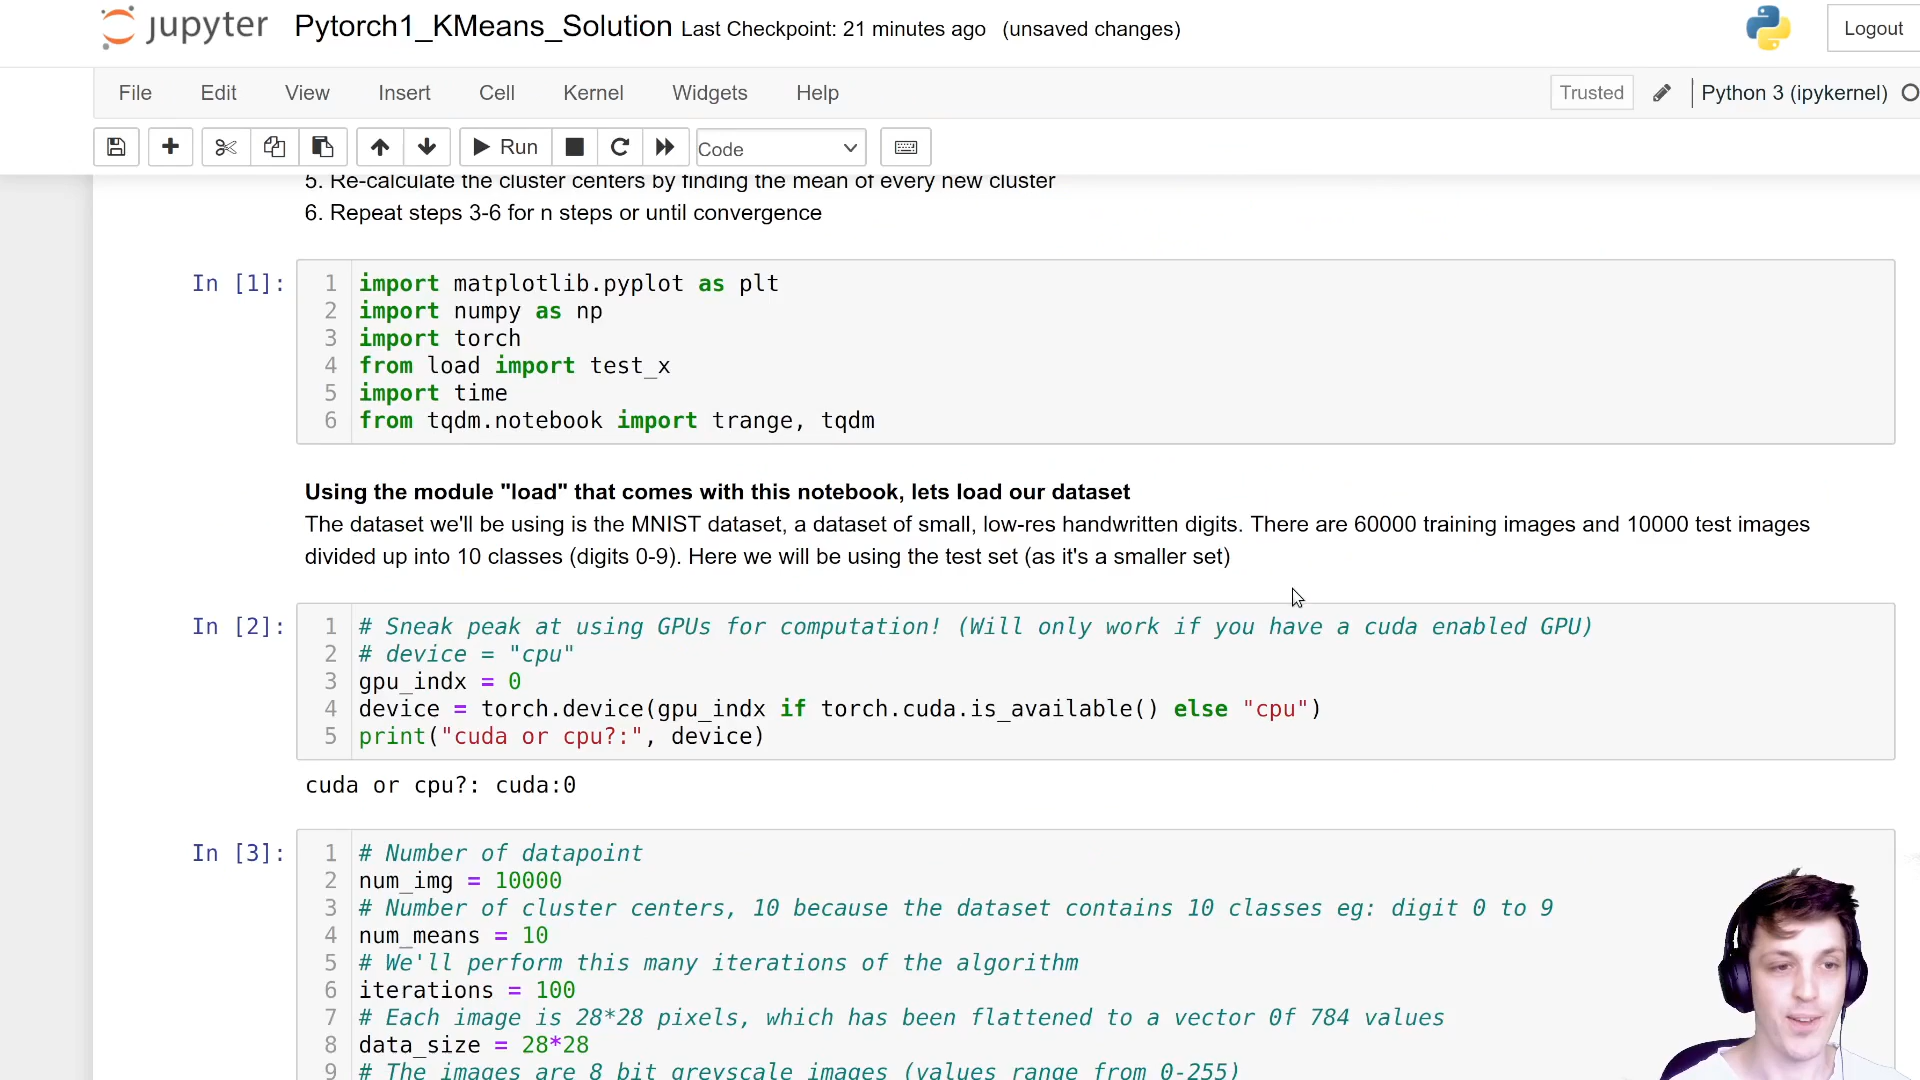 jupyter Pytorch1_KMeans_Solution Last Checkpoint: 21 minutes ago (unsaved changes) Logout
File Edit View Insert Cell Kernel Widgets Help Trusted Python 3 (ipykernel)
Run Code
5. Re-calculate the cluster centers by finding the mean of every new cluster
6. Repeat steps 3-6 for n steps or until convergence
In [1]: 1 import matplotlib.pyplot as plt
2 import numpy as np
3 import torch
4 from load import test_x
5 import time
6 from tqdm.notebook import trange, tqdm
Using the module "load" that comes with this notebook, lets load our dataset
The dataset we'll be using is the MNIST dataset, a dataset of small, low-res handwritten digits. There are 60000 training images and 10000 test images
divided up into 10 classes (digits 0-9). Here we will be using the test set (as it's a smaller set)
In [2]: 1 # Sneak peak at using GPUs for computation! (Will only work if you have a cuda enabled GPU)
2 # device = "cpu"
3 gpu_indx = 0
4 device = torch.device(gpu_indx if torch.cuda.is_available() else "cpu")
5 print("cuda or cpu?:", device)
cuda or cpu?: cuda:0
In [3]: 1 # Number of datapoint
2 num_img = 10000
3 # Number of cluster centers, 10 because the dataset contains 10 classes eg: digit 0 to 9
4 num_means = 10
5 # We'll perform this many iterations of the algorithm
6 iterations = 100
7 # Each image is 28*28 pixels, which has been flattened to a vector 0f 784 values
8 data_size = 28*28
9 # The images are 8 bit greyscale images (values range from 0-255)